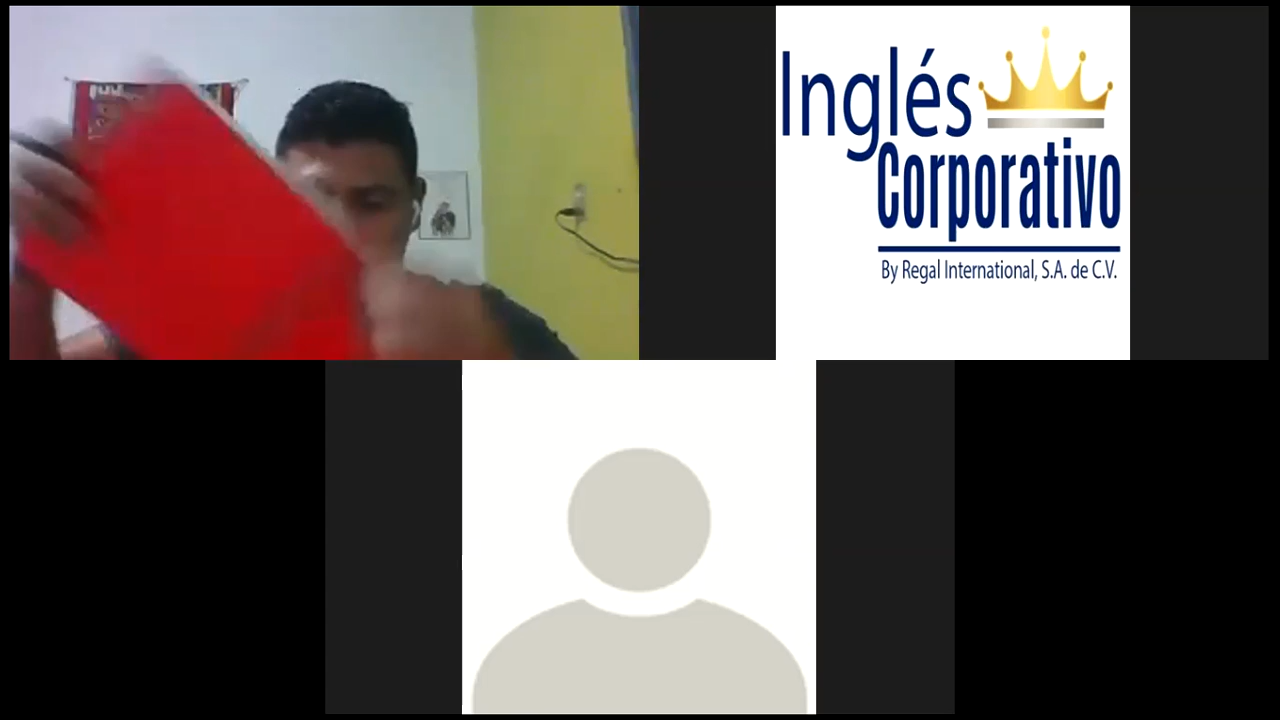 Inglés
Corporativo
By Regal International, S.A. de C.V.